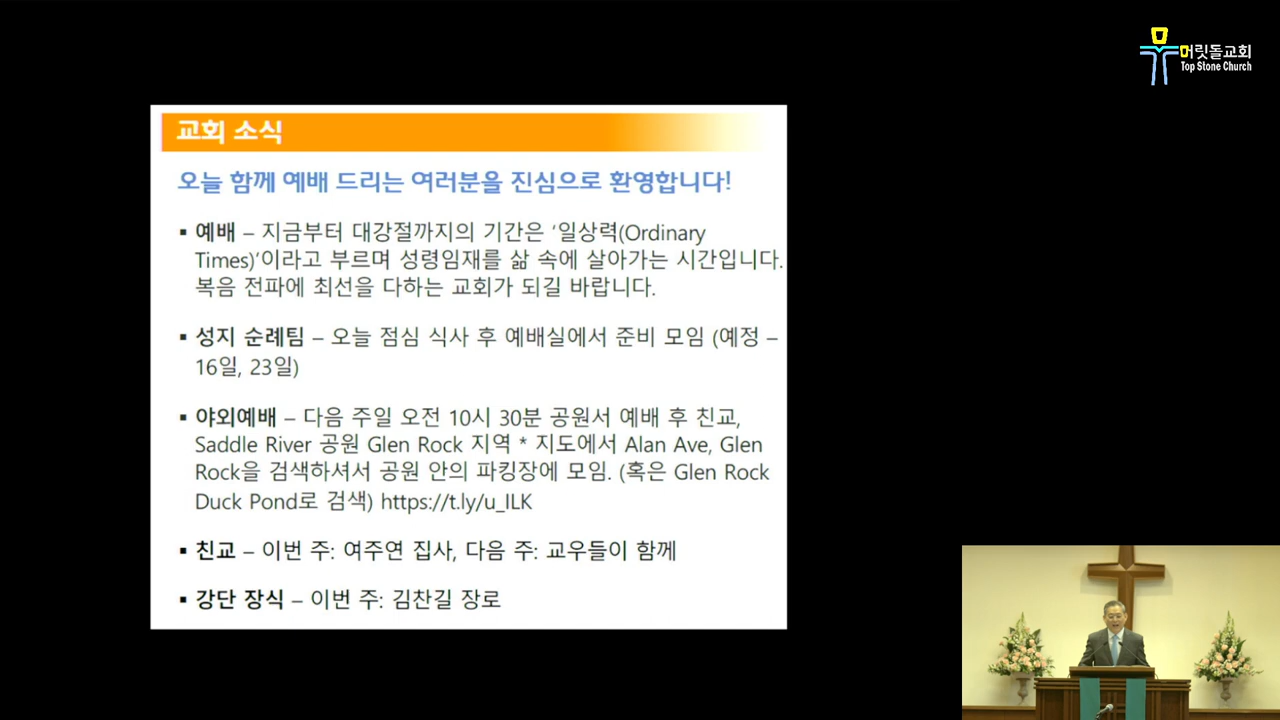 머릿돌교회
Top Stone Church
교회 소식
오늘 함께 예배 드리는 여러분을 진심으로 환영합니다!
▪ 예배 – 지금부터 대강절까지의 기간은 ‘일상력(Ordinary
Times)’이라고 부르며 성령임재를 삶 속에 살아가는 시간입니다.
복음 전파에 최선을 다하는 교회가 되길 바랍니다.
▪ 성지 순례팀 – 오늘 점심 식사 후 예배실에서 준비 모임 (예정 –
16일, 23일)
▪ 야외예배 – 다음 주일 오전 10시 30분 공원서 예배 후 친교,
Saddle River 공원 Glen Rock 지역 * 지도에서 Alan Ave, Glen
Rock을 검색하셔서 공원 안의 파킹장에 모임. (혹은 Glen Rock
Duck Pond로 검색) https://t.ly/u_ILK
▪ 친교 – 이번 주: 여주연 집사, 다음 주: 교우들이 함께
▪ 강단 장식 – 이번 주: 김찬길 장로